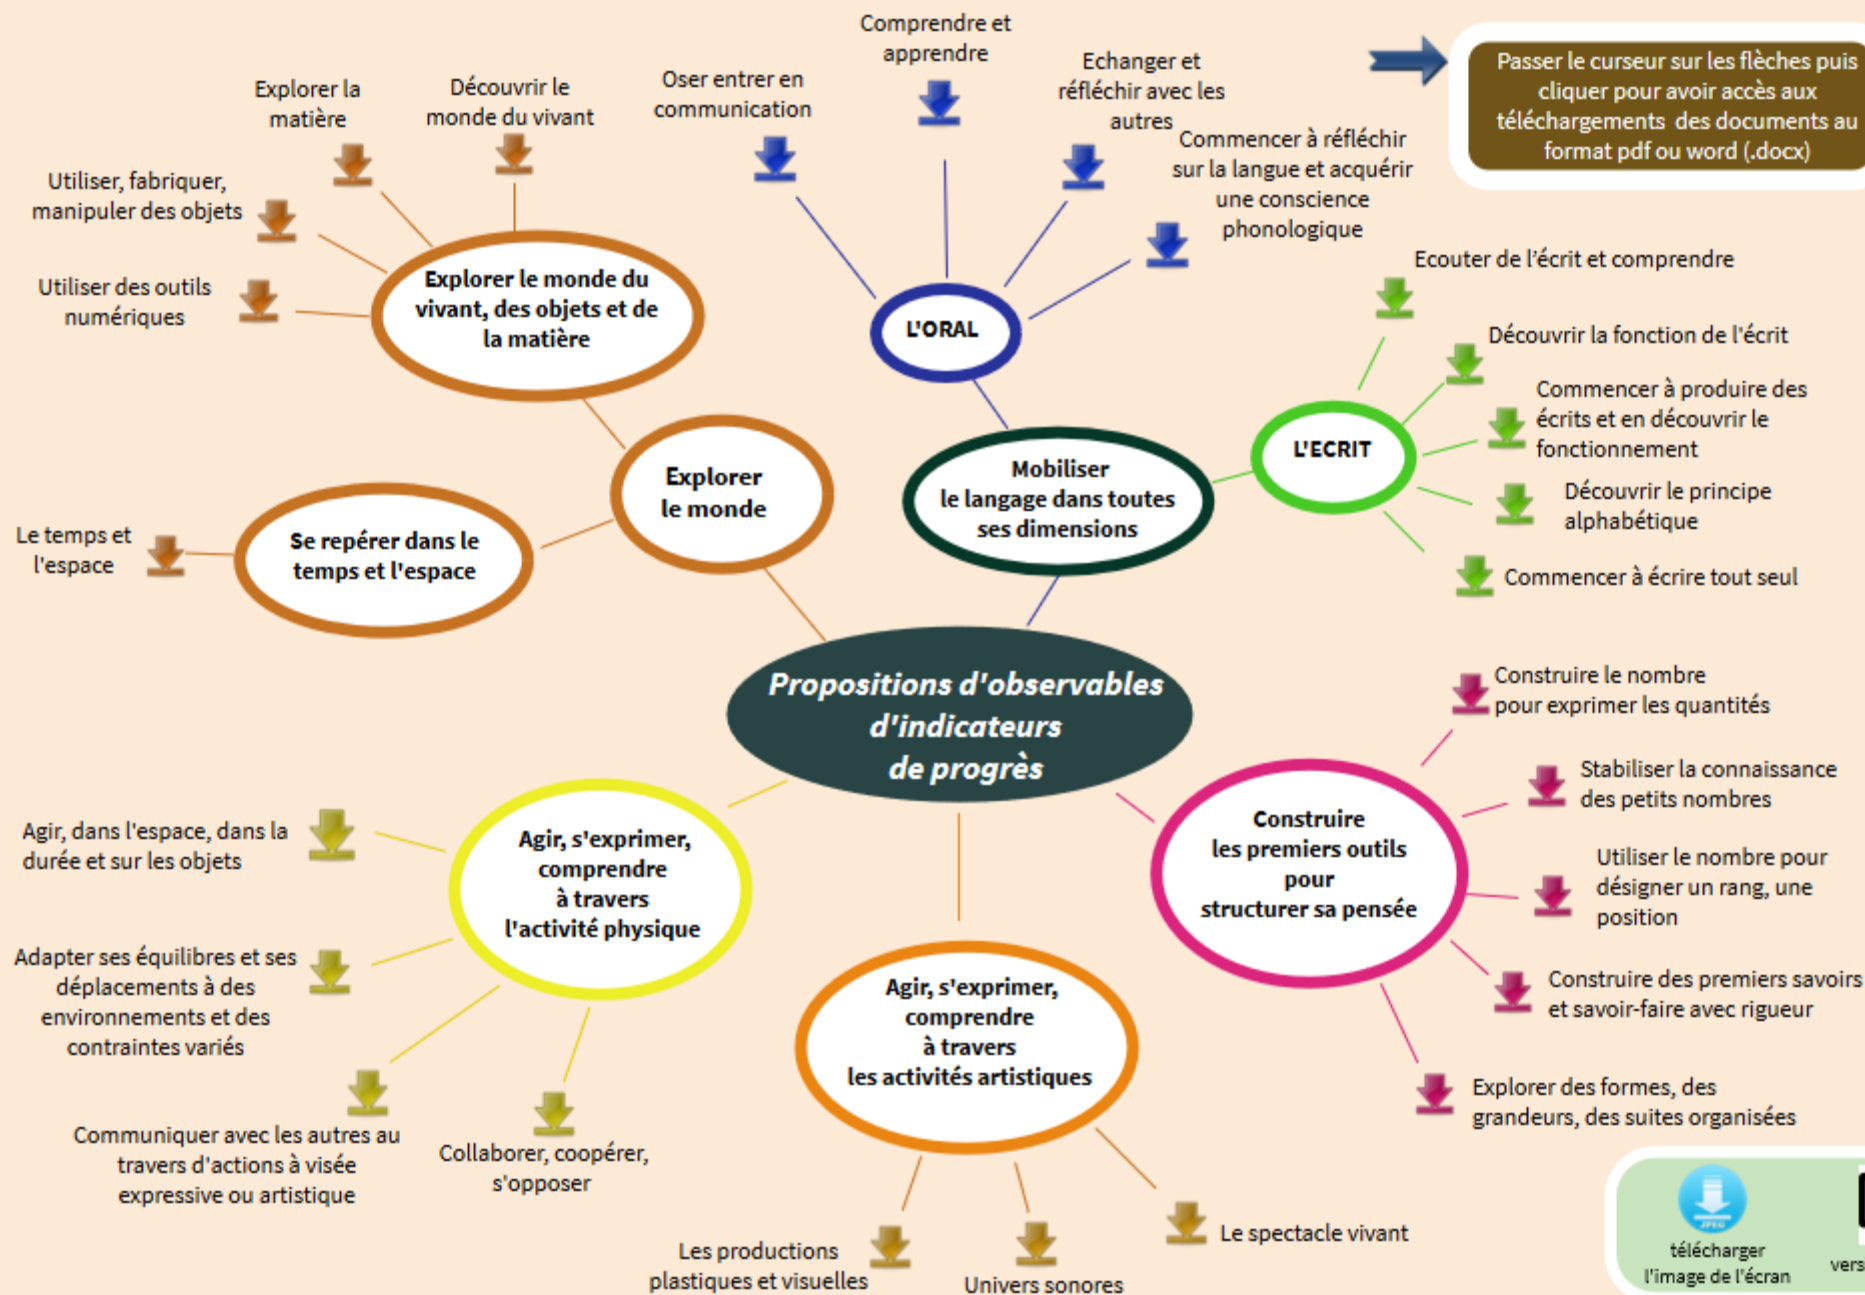 Comprendre et
apprendre
Oser entrer en
communication
Echanger et
réfléchir avec les
autres
Commencer à réfléchir
sur la langue et acquérir
une conscience
phonologique
Passer le curseur sur les flèches puis
cliquer pour avoir accès aux
téléchargements des documents au
format pdf ou word (.docx)
Explorer la
matière
Découvrir le
monde du vivant
Utiliser, fabriquer,
manipuler des objets
Utiliser des outils
numériques
Explorer le monde du
vivant, des objets et de
la matière
L'ORAL
Ecouter de l'écrit et comprendre
Découvrir la fonction de l'écrit
Commencer à produire des
écrits et en découvrir le
fonctionnement
Découvrir le principe
alphabétique
Commencer à écrire tout seul
L'ECRIT
Mobiliser
le langage dans toutes
ses dimensions
Explorer
le monde
Se repérer dans le
temps et l'espace
Le temps et
l'espace
Propositions d'observables
d'indicateurs
de progrès
Construire le nombre
pour exprimer les quantités
Stabiliser la connaissance
des petits nombres
Utiliser le nombre pour
désigner un rang, une
position
Construire des premiers savoirs
et savoir-faire avec rigueur
Explorer des formes, des
grandeurs, des suites organisées
Construire
les premiers outils
pour
structurer sa pensée
Agir, s'exprimer,
comprendre
à travers
l'activité physique
Agir, dans l'espace, dans la
durée et sur les objets
Adapter ses équilibres et ses
déplacements à des
environnements et des
contraintes variés
Communiquer avec les autres au
travers d'actions à visée
expressive ou artistique
Collaborer, coopérer,
s'opposer
Agir, s'exprimer,
comprendre
à travers
les activités artistiques
Les productions
plastiques et visuelles
Univers sonores
Le spectacle vivant
JPEG
télécharger
l'image de l'écran
vers